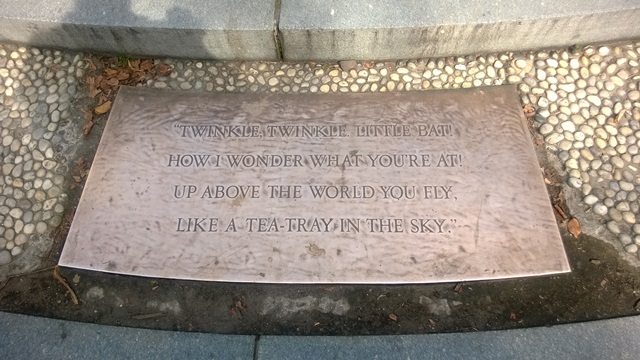 "TWINKLE, TWINKLE LITTLE BAT!
HOW I WONDER WHAT YOU'RE AT!
UP ABOVE THE WORLD YOU FLY,
LIKE A TEA-TRAY IN THE SKY."